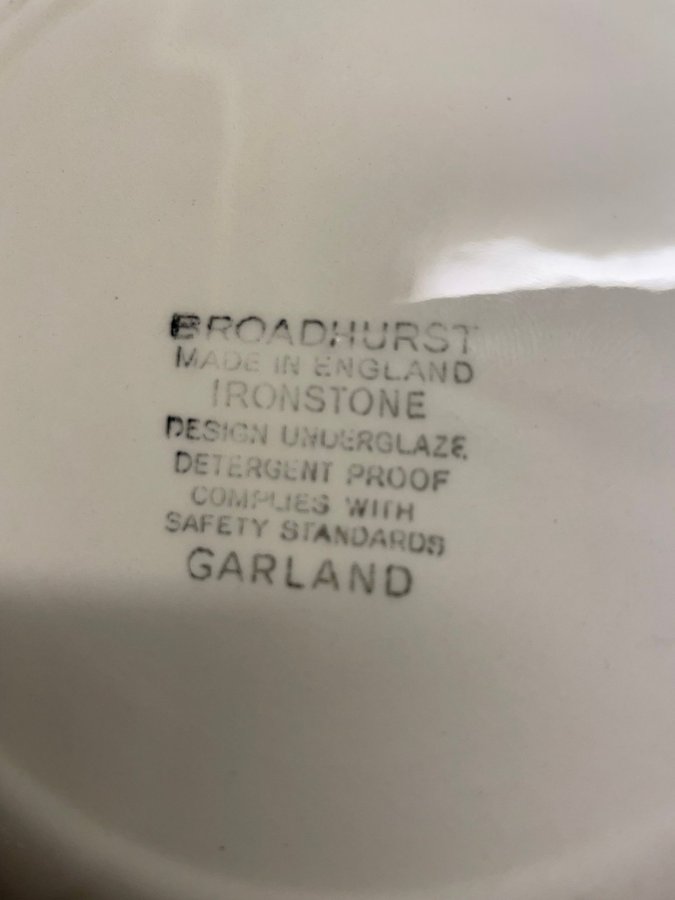 BROADHURST
MADE IN ENGLAND
IRONSTONE
DESIGN UNDERGLAZE
DETERGENT PROOF
COMPLIES WITH
SAFETY STANDARDS
GARLAND